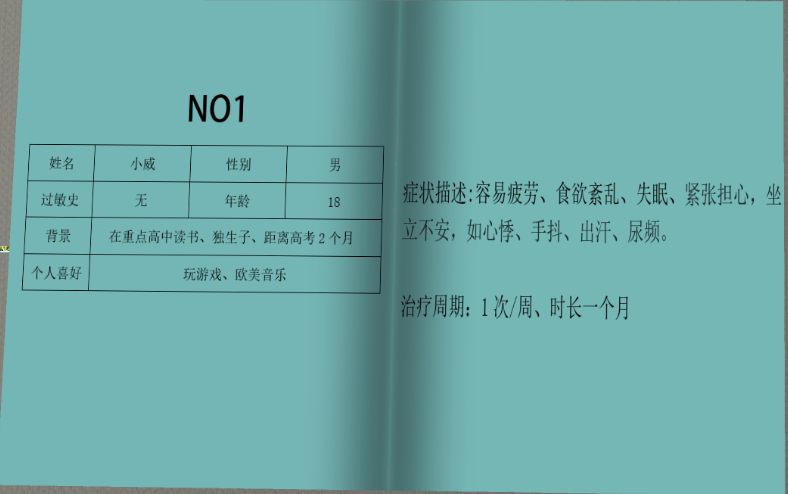 NO1
姓名 小威 性别 男
过敏史 无 年龄 18
背景 在重点高中读书、独生子、距离高考2个月
个人喜好 玩游戏、欧美音乐
症状描述:容易疲劳、食欲紊乱、失眠、紧张担心，坐
立不安，如心悸、手抖、出汗、尿频。
治疗周期：1次/周、时长一个月